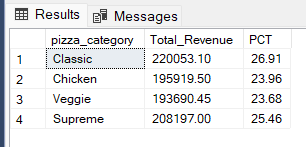 Results Messages
pizza_category Total_Revenue PCT
1 Classic 220053.10 26.91
2 Chicken 195919.50 23.96
3 Veggie 193690.45 23.68
4 Supreme 208197.00 25.46